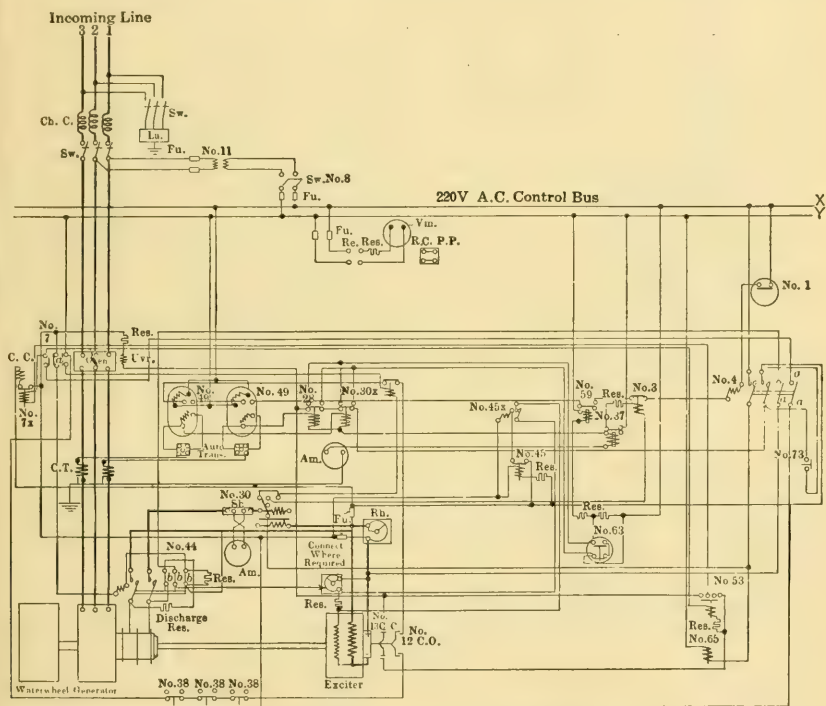 Incoming Line
3 2 1
Sw.
Ch. C.
La.
Sw.
Fu.
No.11
Sw. No.8
Fu.
220V A.C. Control Bus
X
Y
Fu.
Vm.
Re. Res.
R.C. P.P.
No. 1
No.
7
Res.
C. C.
Uvr.
No.
7x
No. 49
No.30x
No.45x
No.
59
Res.
No.3
No.4
No.37
No.73
Auto
Trans.
C.T.
Am.
No.45
Res.
No.30
Sh.
Fu.
Rh.
Res.
No.63
Connect
Where
Required
No.44
Res.
Am.
Discharge
Res.
Res.
No 53
Res.
No.65
No.
13C.C.
No.
12 C.O.
Waterwheel Generator
Exciter
No.38 No.38 No.38